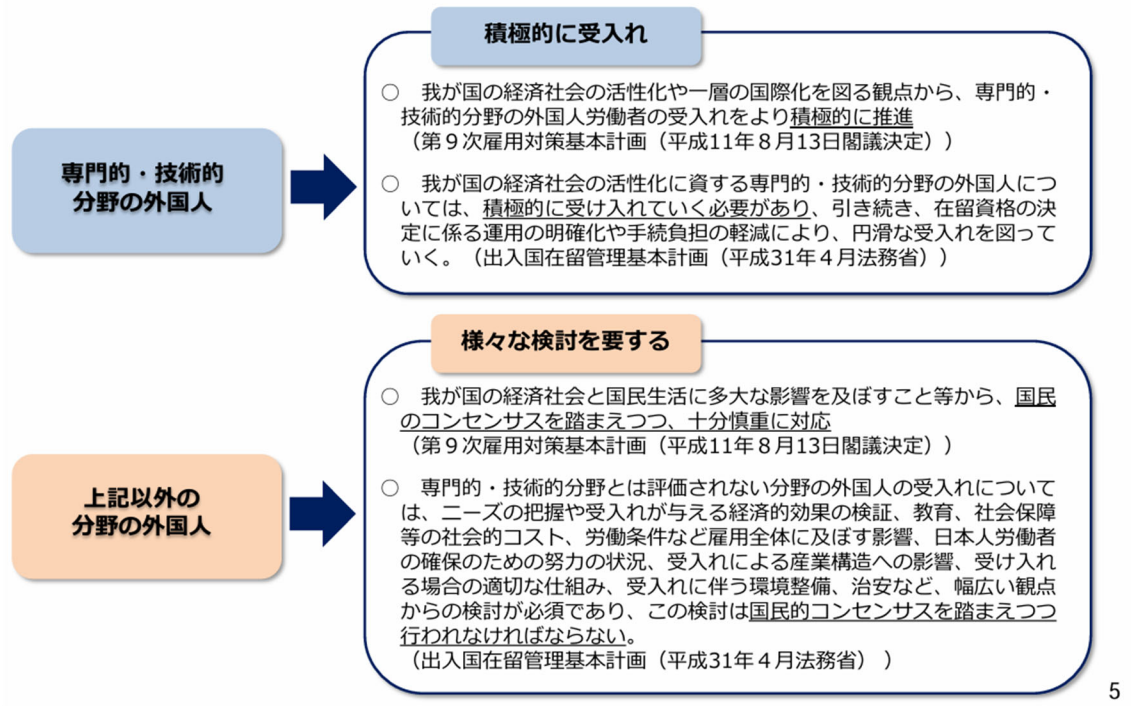 専門的・技術的
分野の外国人
積極的に受入れ
○　我が国の経済社会の活性化や一層の国際化を図る観点から、専門的・
技術的分野の外国人労働者の受入れをより積極的に推進
（第９次雇用対策基本計画（平成11年８月13日閣議決定））
○　我が国の経済社会の活性化に資する専門的・技術的分野の外国人につ
いては、積極的に受け入れていく必要があり、引き続き、在留資格の決
定に係る運用の明確化や手続負担の軽減により、円滑な受入れを図って
いく。（出入国在留管理基本計画（平成31年４月法務省））
上記以外の
分野の外国人
様々な検討を要する
○　我が国の経済社会と国民生活に多大な影響を及ぼすこと等から、国民
のコンセンサスを踏まえつつ、十分慎重に対応
（第９次雇用対策基本計画（平成11年８月13日閣議決定））
○　専門的・技術的分野とは評価されない分野の外国人の受入れについて
は、ニーズの把握や受入れが与える経済的効果の検証、教育、社会保障
等の社会的コスト、労働条件など雇用全体に及ぼす影響、日本人労働者
の確保のための努力の状況、受入れによる産業構造への影響、受け入れ
る場合の適切な仕組み、受入れに伴う環境整備、治安など、幅広い観点
からの検討が必須であり、この検討は国民的コンセンサスを踏まえつつ
行われなければならない。
（出入国在留管理基本計画（平成31年４月法務省） ）
5